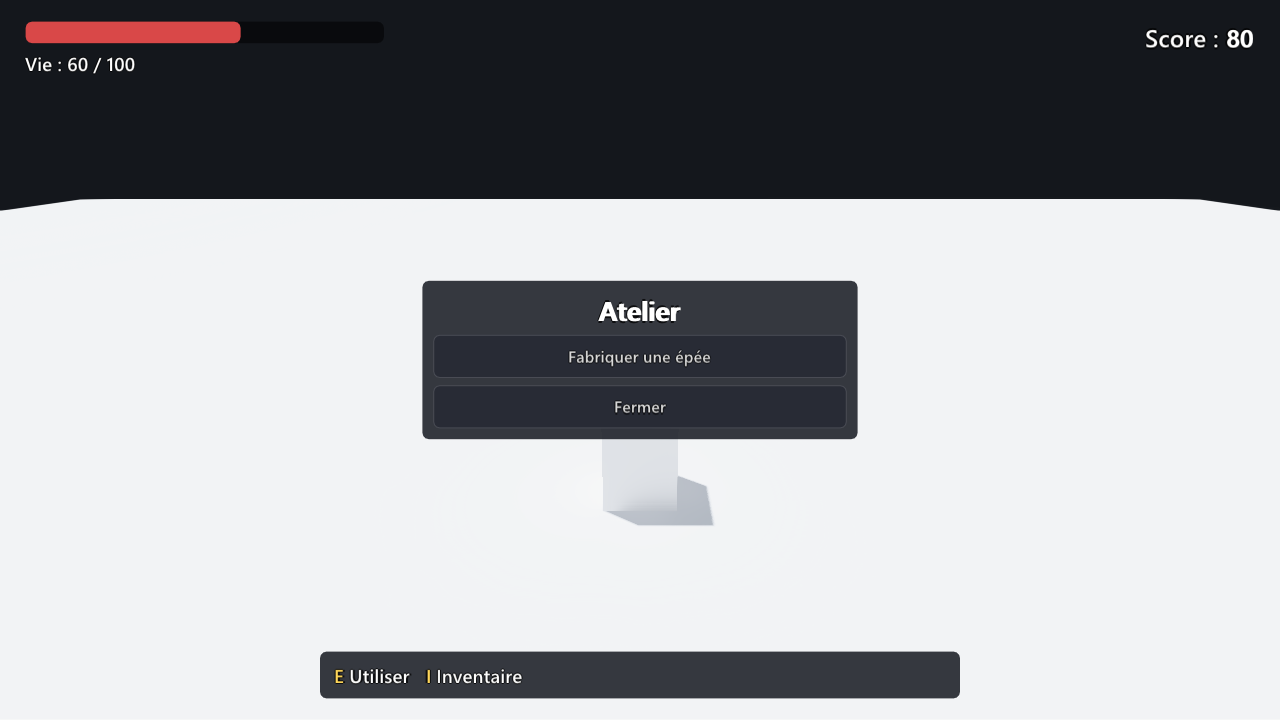 Vie : 60 / 100
Score : 80
Atelier
Fabriquer une épée
Fermer
E Utiliser I Inventaire